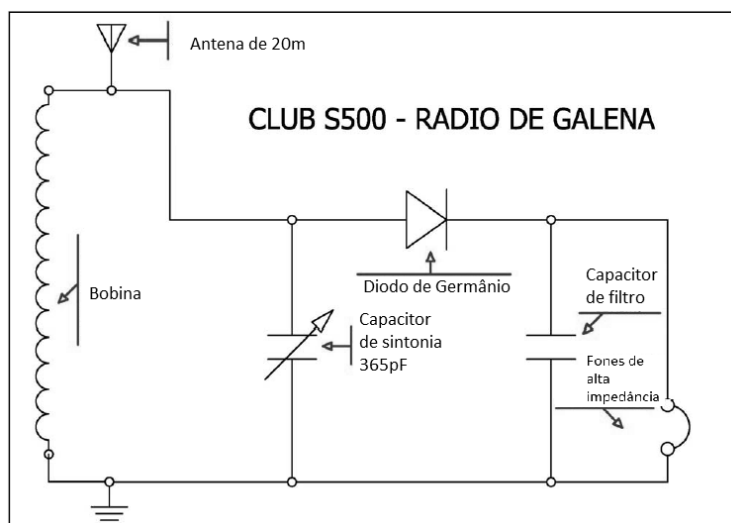 Antena de 20m
CLUB S500 - RADIO DE GALENA
Bobina
Diodo de Germânio
Capacitor
de sintonia
365pF
Capacitor
de filtro
Fones de
alta
impedância